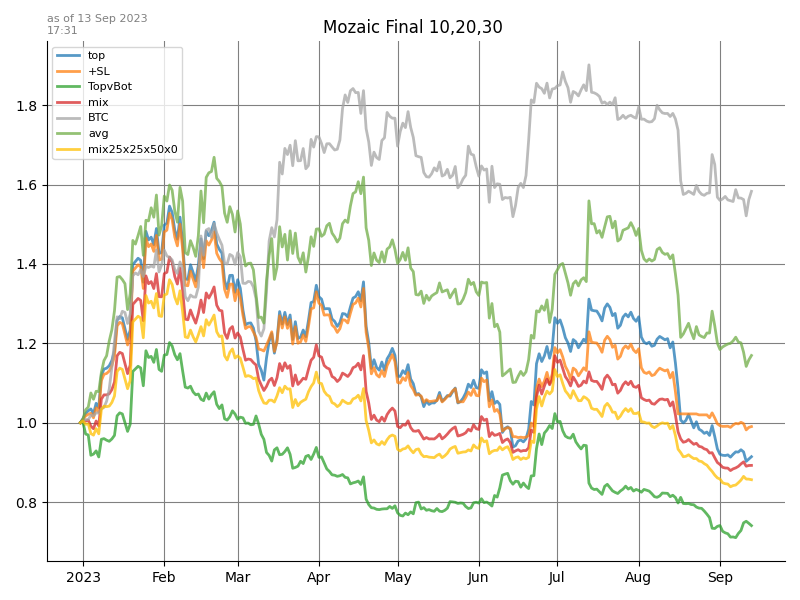 as of 13 Sep 2023
17:31
Mozaic Final 10,20,30
top
+SL
TopvBot
mix
BTC
avg
mix25x25x50x0
1.8
1.6
1.4
1.2
1.0
0.8
2023 Feb Mar Apr May Jun Jul Aug Sep